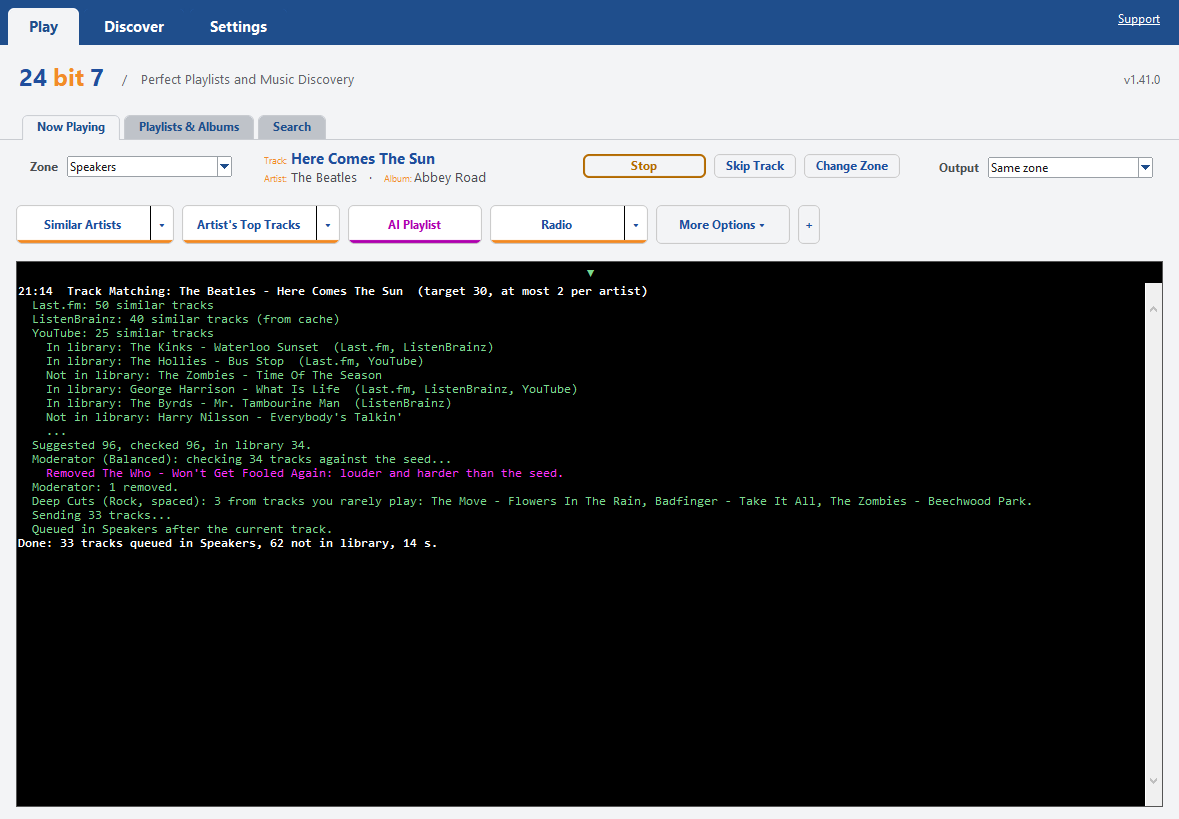 Play Discover Settings Support
24 bit 7 / Perfect Playlists and Music Discovery v1.41.0
Now Playing Playlists & Albums Search
Zone Speakers Track: Here Comes The Sun Stop Skip Track Change Zone Output Same zone
Artist: The Beatles · Album: Abbey Road
Similar Artists Artist's Top Tracks AI Playlist Radio More Options +
21:14 Track Matching: The Beatles - Here Comes The Sun (target 30, at most 2 per artist)
Last.fm: 50 similar tracks
ListenBrainz: 40 similar tracks (from cache)
YouTube: 25 similar tracks
In library: The Kinks - Waterloo Sunset (Last.fm, ListenBrainz)
In library: The Hollies - Bus Stop (Last.fm, YouTube)
Not in library: The Zombies - Time Of The Season
In library: George Harrison - What Is Life (Last.fm, ListenBrainz, YouTube)
In library: The Byrds - Mr. Tambourine Man (ListenBrainz)
Not in library: Harry Nilsson - Everybody's Talkin'
...
Suggested 96, checked 96, in library 34.
Moderator (Balanced): checking 34 tracks against the seed...
Removed The Who - Won't Get Fooled Again: louder and harder than the seed.
Moderator: 1 removed.
Deep Cuts (Rock, spaced): 3 from tracks you rarely play: The Move - Flowers In The Rain, Badfinger - Take It All, The Zombies - Beechwood Park.
Sending 33 tracks...
Queued in Speakers after the current track.
Done: 33 tracks queued in Speakers, 62 not in library, 14 s.